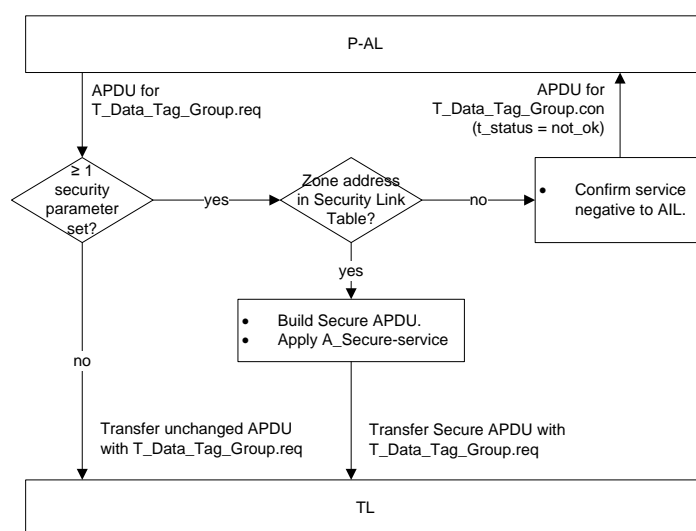 P-AL
APDU for
T_Data_Tag_Group.req
APDU for
T_Data_Tag_Group.con
(t_status = not_ok)
≥ 1
security
parameter
set?
yes
Zone address
in Security Link
Table?
no
• Confirm service
negative to AIL.
yes
• Build Secure APDU.
• Apply A_Secure-service
no
Transfer unchanged APDU
with T_Data_Tag_Group.req
Transfer Secure APDU with
T_Data_Tag_Group.req
TL